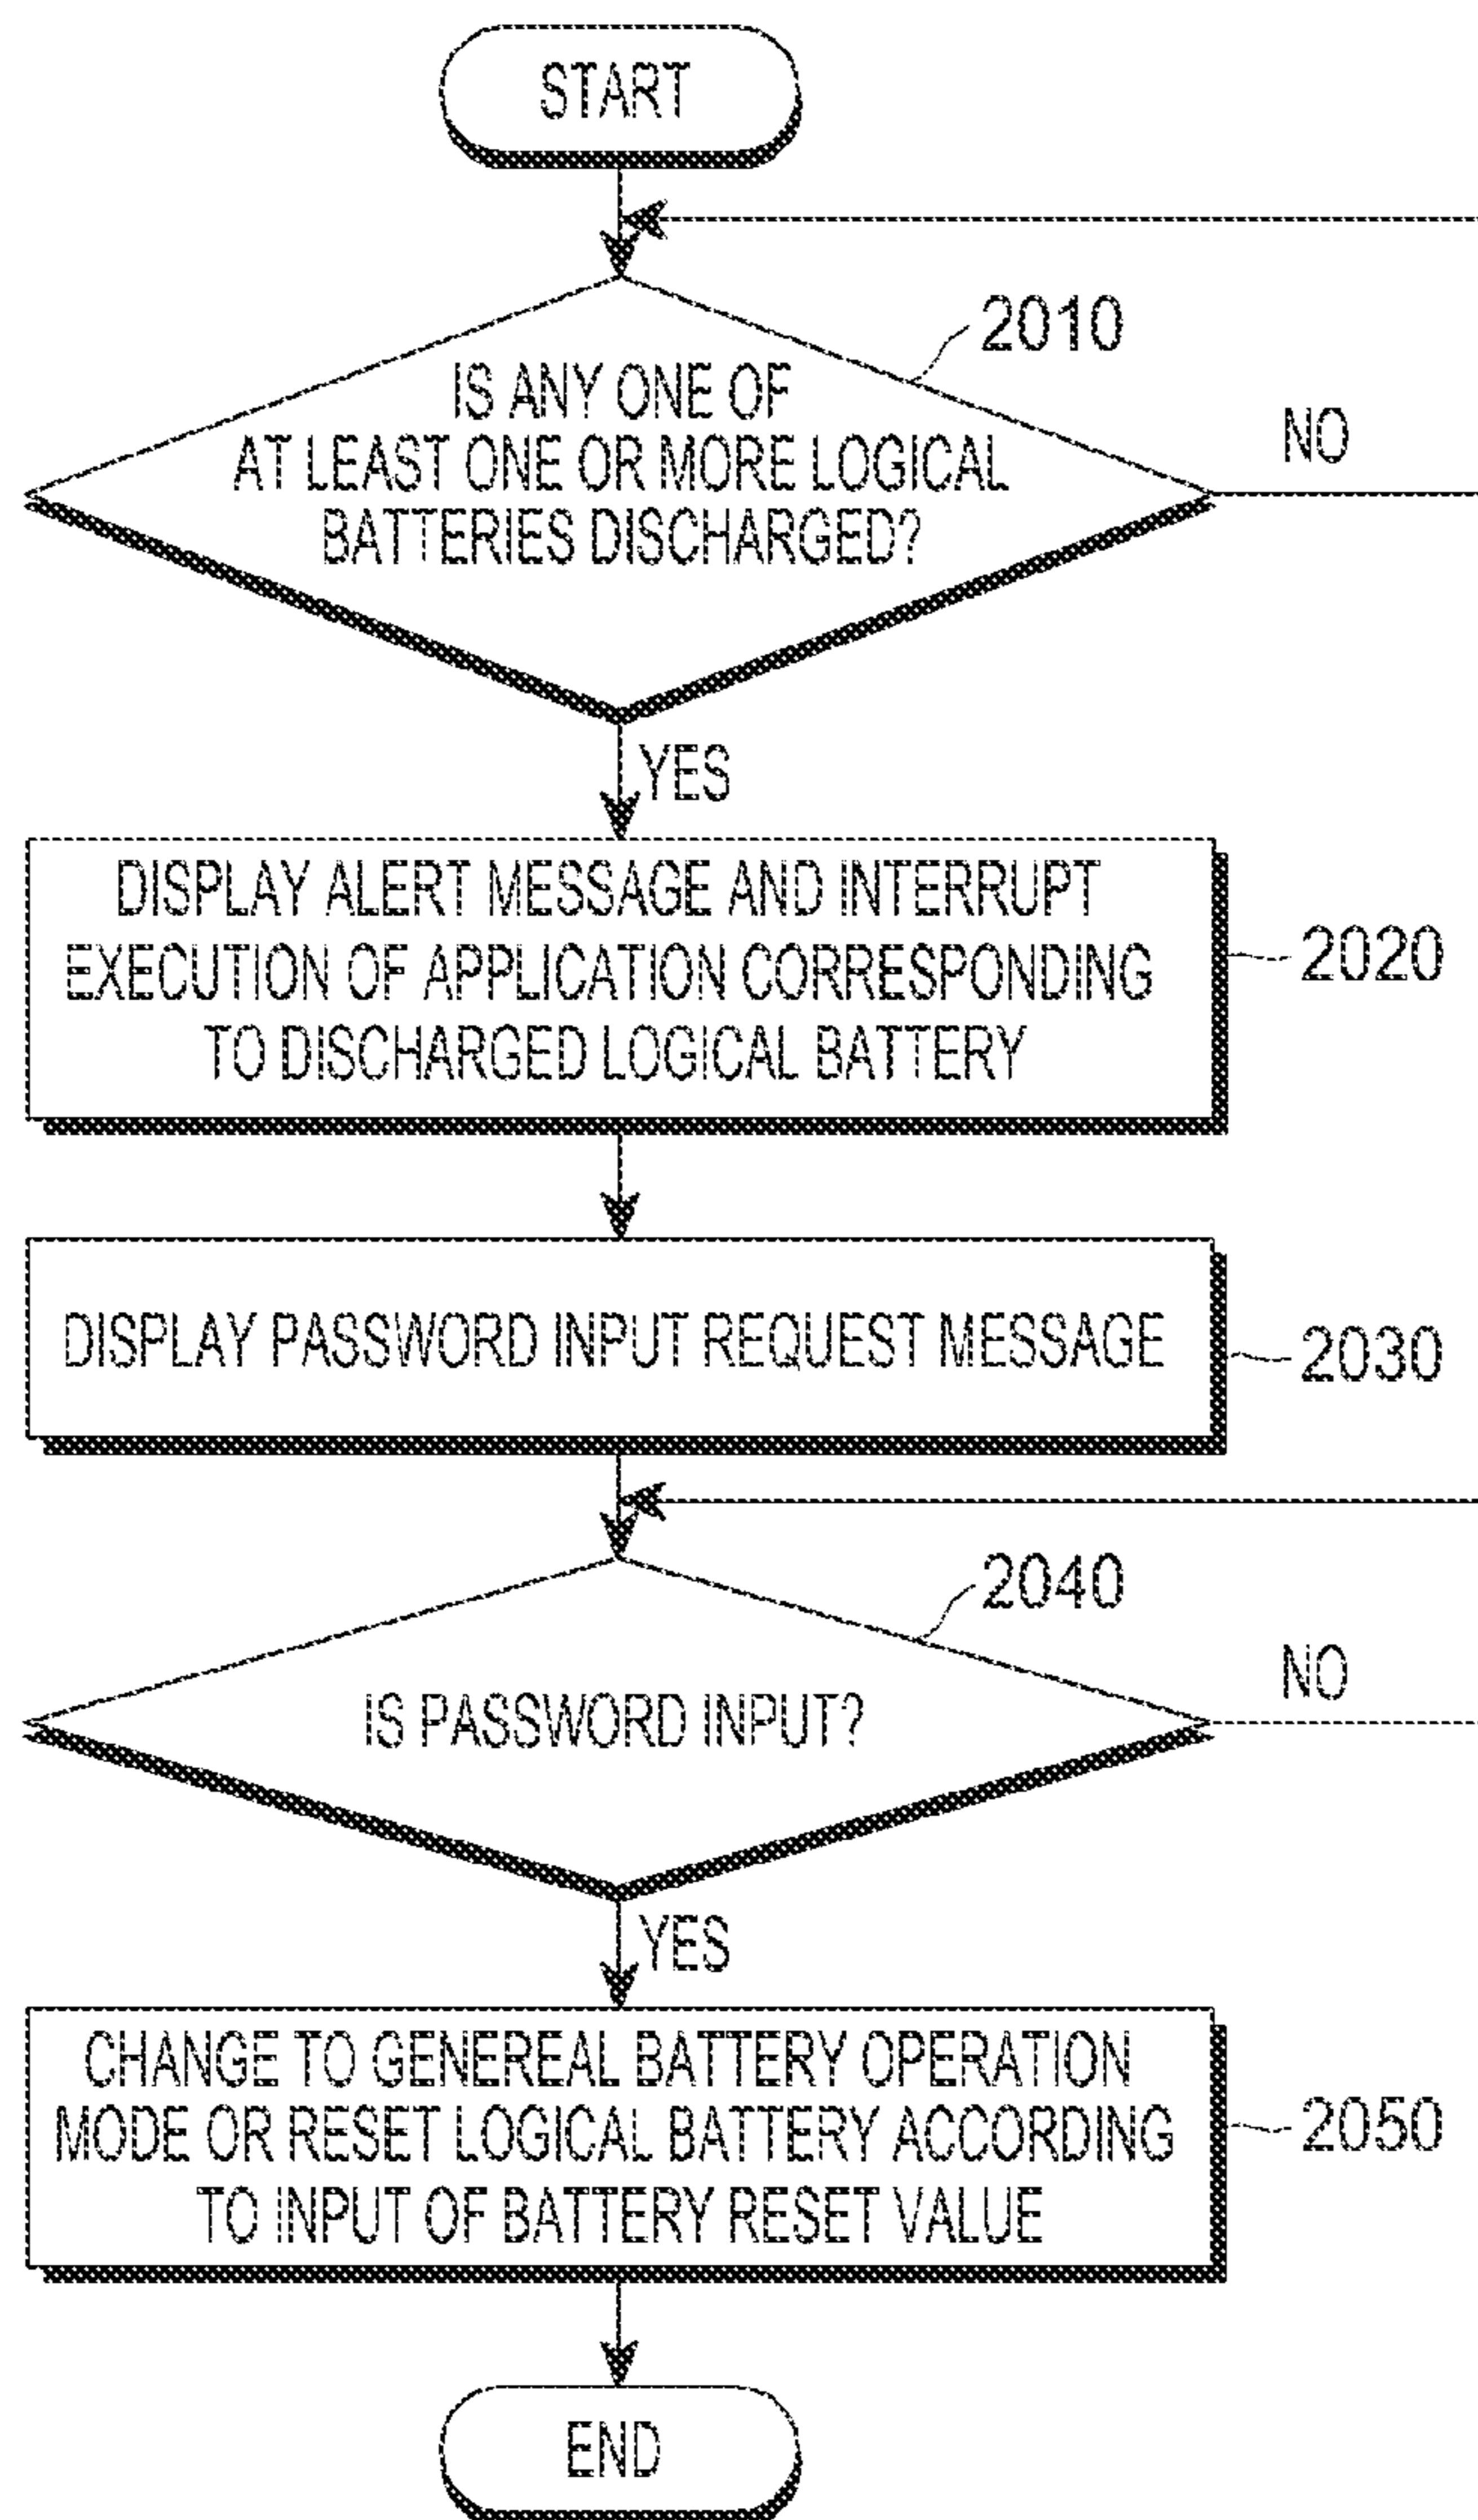 START
2010
IS ANY ONE OF
AT LEAST ONE OR MORE LOGICAL
BATTERIES DISCHARGED?
NO
YES
DISPLAY ALERT MESSAGE AND INTERRUPT
EXECUTION OF APPLICATION CORRESPONDING
TO DISCHARGED LOGICAL BATTERY
2020
DISPLAY PASSWORD INPUT REQUEST MESSAGE
2030
2040
IS PASSWORD INPUT?
NO
YES
CHANGE TO GENEREAL BATTERY OPERATION
MODE OR RESET LOGICAL BATTERY ACCORDING
TO INPUT OF BATTERY RESET VALUE
2050
END